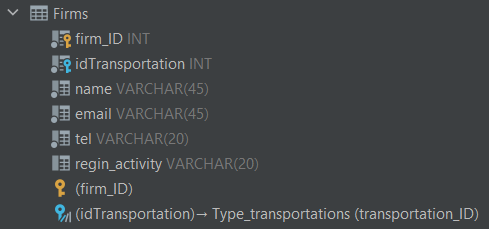 Firms
firm_ID INT
idTransportation INT
name VARCHAR(45)
email VARCHAR(45)
tel VARCHAR(20)
regin_activity VARCHAR(20)
(firm_ID)
(idTransportation)→ Type_transportations (transportation_ID)